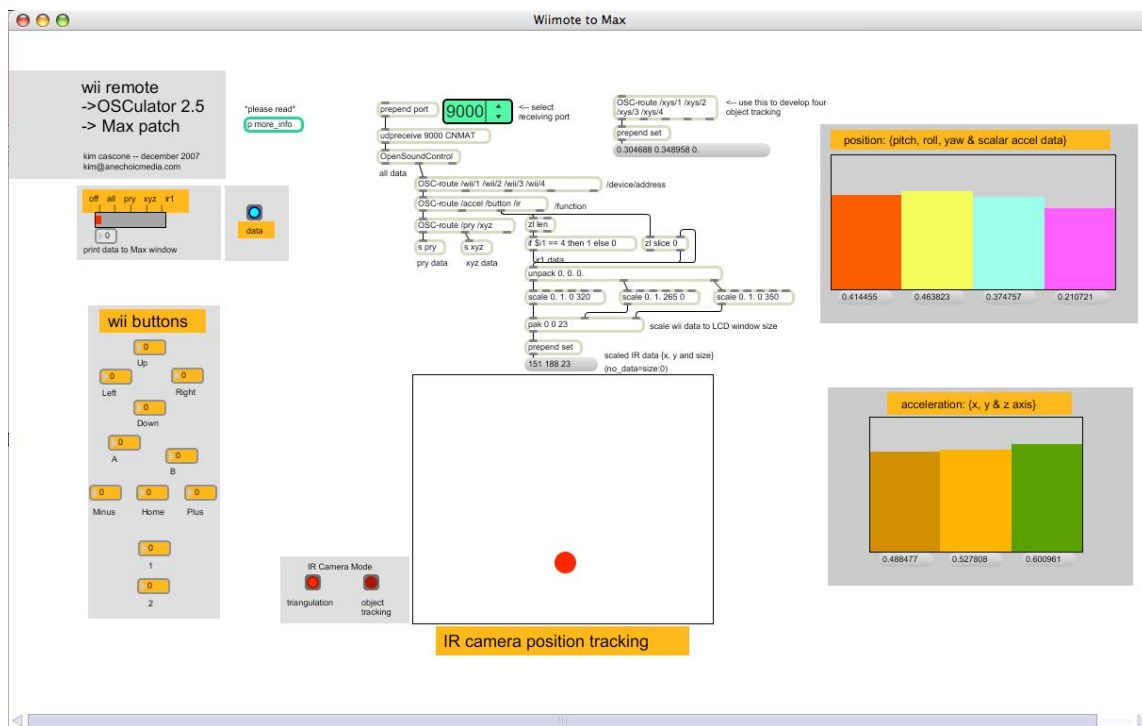 Wiimote to Max
wii remote
->OSCulator 2.5
-> Max patch
kim cascone -- december 2007
kim@anechoicmedia.com
*please read*
p more_info
off all pry xyz ir1
0
print data to Max window
data
wii buttons
0
Up
0
0
Left
Right
0
Down
0
A
0
B
0
0
0
Minus
Home
Plus
0
1
0
2
prepend port
9000
<-- select
receiving port
udpreceive 9000 CNMAT
OpenSoundControl
all data
OSC-route /wii/1 /wii/2 /wii/3 /wii/4
/device/address
OSC-route /accel /button /ir
/function
OSC-route /pry /xyz
zl len
s pry
s xyz
if $i1 == 4 then 1 else 0
zl slice 0
pry data
xyz data
ir1 data
unpack 0. 0. 0.
scale 0. 1. 0 320
scale 0. 1. 265 0
scale 0. 1. 0 350
pak 0 0 23
scale wii data to LCD window size
prepend set
151 188 23
scaled IR data {x, y and size}
(no_data=size:0)
OSC-route /xys/1 /xys/2
/xys/3 /xys/4
<-- use this to develop four
object tracking
prepend set
0.304688 0.348958 0.
IR Camera Mode
triangulation
object
tracking
IR camera position tracking
position: {pitch, roll, yaw & scalar accel data}
0.414455
0.463823
0.374757
0.210721
acceleration: {x, y & z axis}
0.488477
0.527808
0.600961